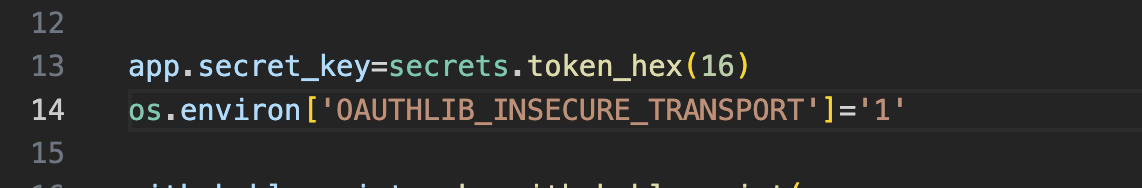 12
13 app.secret_key=secrets.token_hex(16)
14 os.environ['OAUTHLIB_INSECURE_TRANSPORT']='1'
15